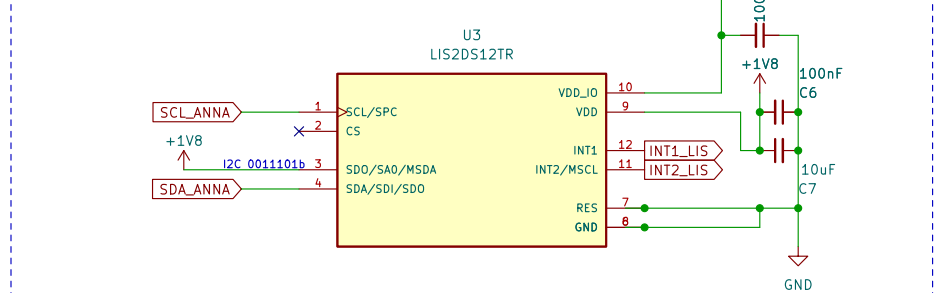 100
U3
LIS2DS12TR
+1V8
100nF
C6
VDD_IO 10
SCL_ANNA 1 SCL/SPC
VDD 9
2 CS
+1V8
INT1 12 INT1_LIS
I2C 0011101b 3 SDO/SA0/MSDA
INT2/MSCL 11 INT2_LIS
10uF
C7
SDA_ANNA 4 SDA/SDI/SDO
RES 7
GND 8
GND